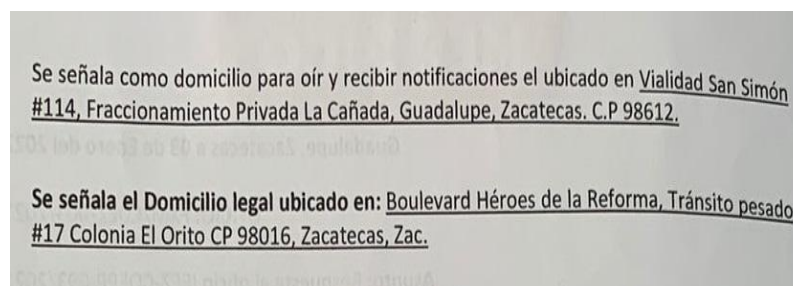 Se señala como domicilio para oír y recibir notificaciones el ubicado en Vialidad San Simón
#114, Fraccionamiento Privada La Cañada, Guadalupe, Zacatecas. C.P 98612.
Se señala el Domicilio legal ubicado en: Boulevard Héroes de la Reforma, Tránsito pesado
#17 Colonia El Orito CP 98016, Zacatecas, Zac.